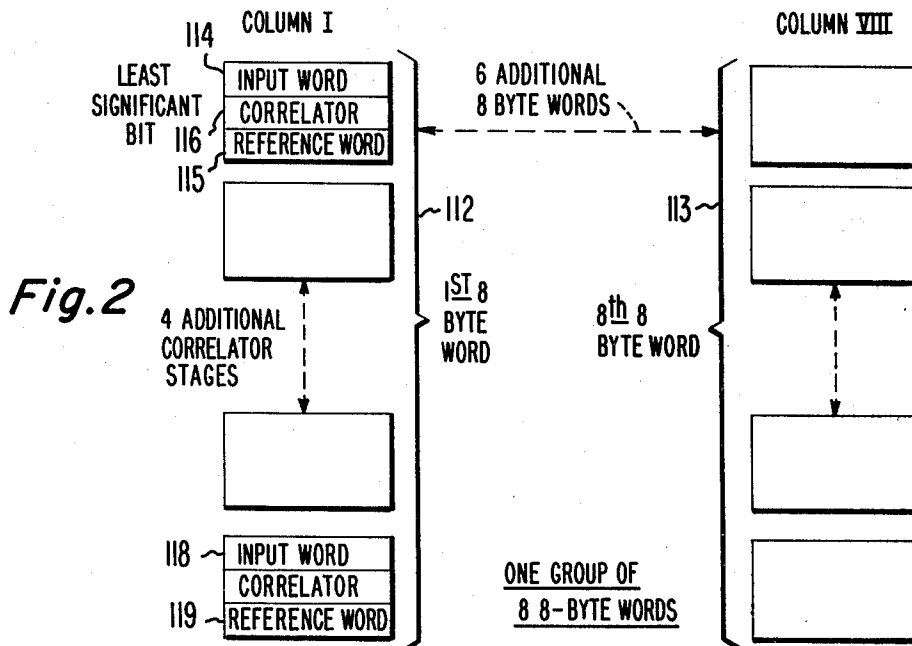 COLUMN I
COLUMN VIII
114
LEAST
SIGNIFICANT
BIT
116
115
INPUT WORD
CORRELATOR
REFERENCE WORD
6 ADDITIONAL
8 BYTE WORDS
112
113
Fig. 2
4 ADDITIONAL
CORRELATOR
STAGES
1ST 8
BYTE
WORD
8th 8
BYTE WORD
118
INPUT WORD
CORRELATOR
119
REFERENCE WORD
ONE GROUP OF
8 8-BYTE WORDS